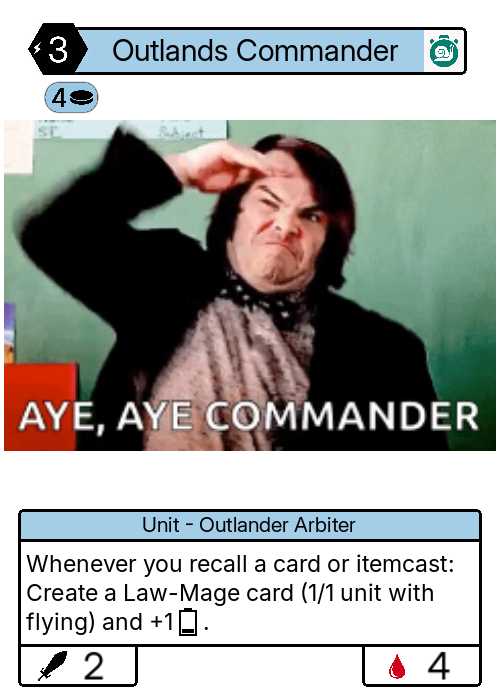 3 Outlands Commander
4
Subject
AYE, AYE COMMANDER
Unit - Outlander Arbiter
Whenever you recall a card or itemcast:
Create a Law-Mage card (1/1 unit with
flying) and +1 .
2 4